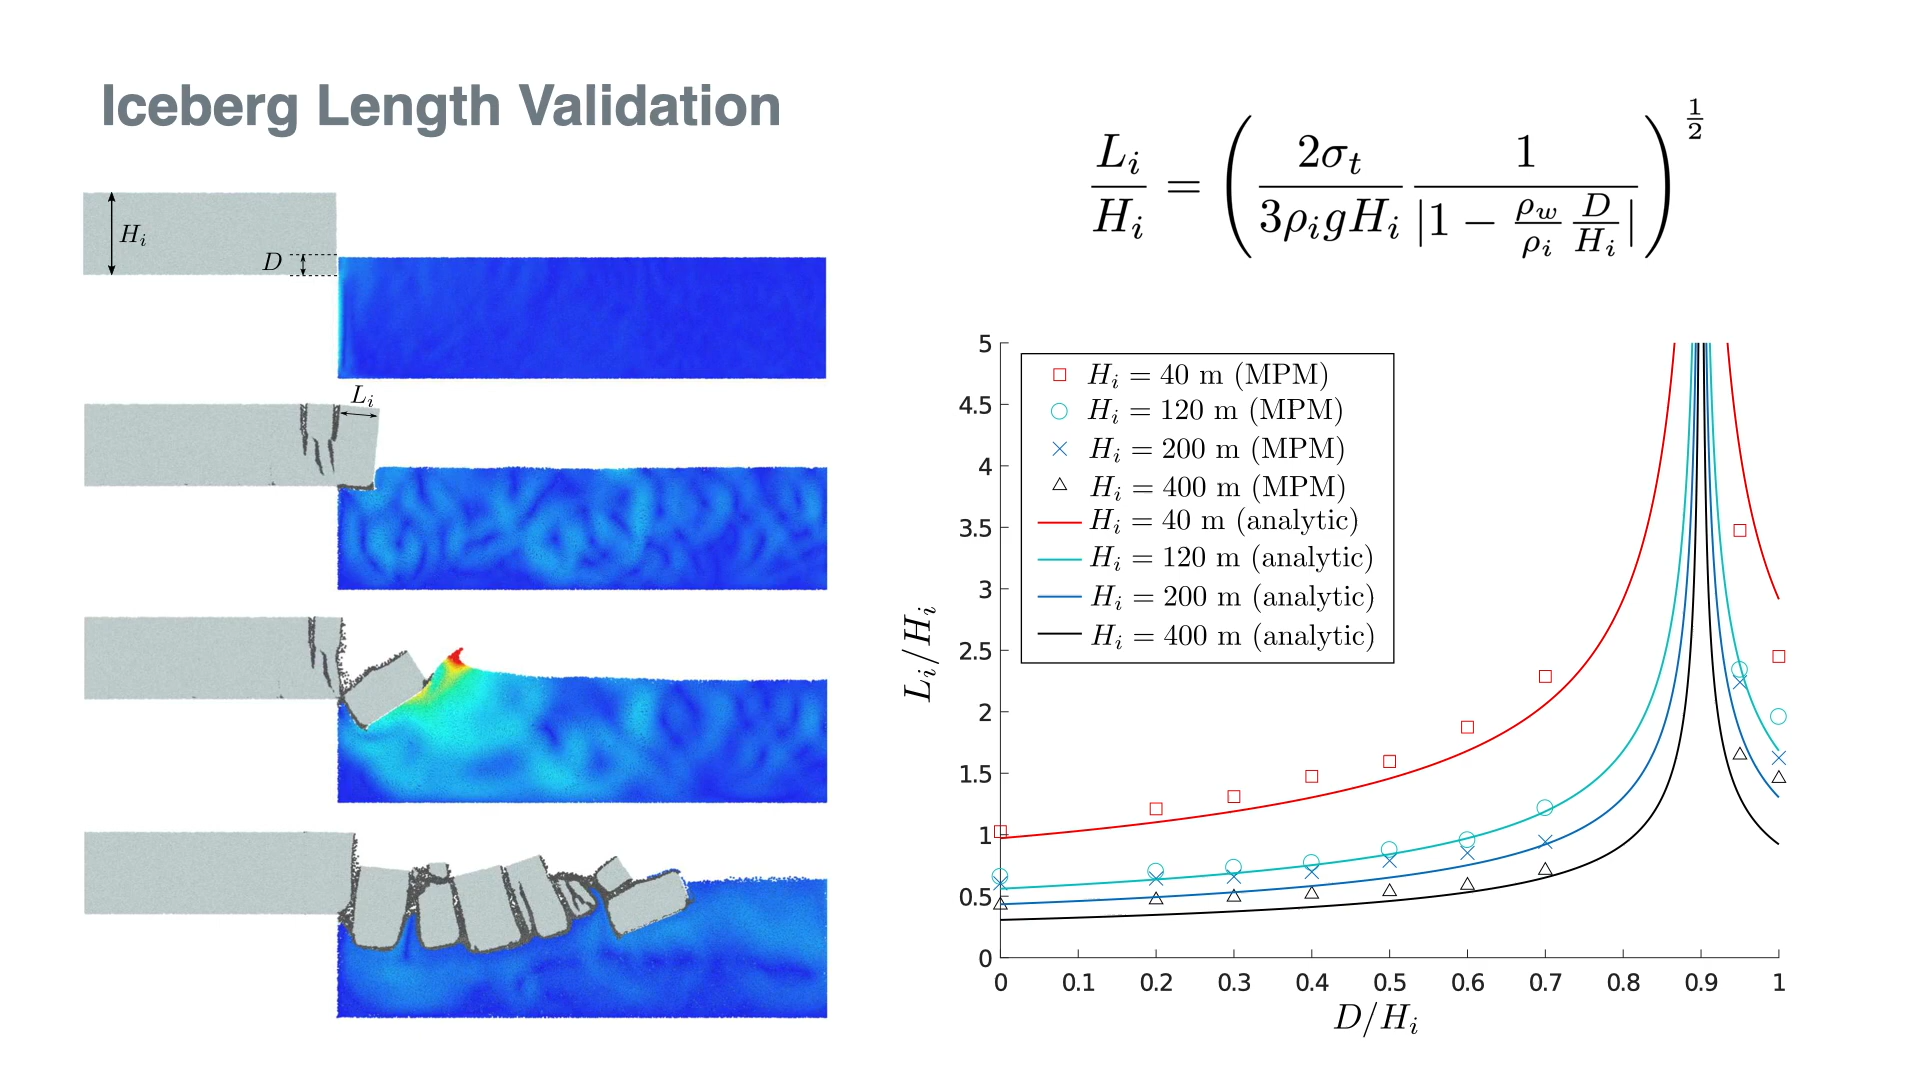 Iceberg Length Validation
L_i/H_i = (2σ_t/(3ρ_i g H_i) 1/|1 − ρ_w/ρ_i D/H_i|)^{1/2}
H_i
D
L_i
5
4.5
4
3.5
3
2.5
2
1.5
1
0.5
0
L_i/H_i
H_i = 40 m (MPM)
H_i = 120 m (MPM)
H_i = 200 m (MPM)
H_i = 400 m (MPM)
H_i = 40 m (analytic)
H_i = 120 m (analytic)
H_i = 200 m (analytic)
H_i = 400 m (analytic)
0 0.1 0.2 0.3 0.4 0.5 0.6 0.7 0.8 0.9 1
D/H_i